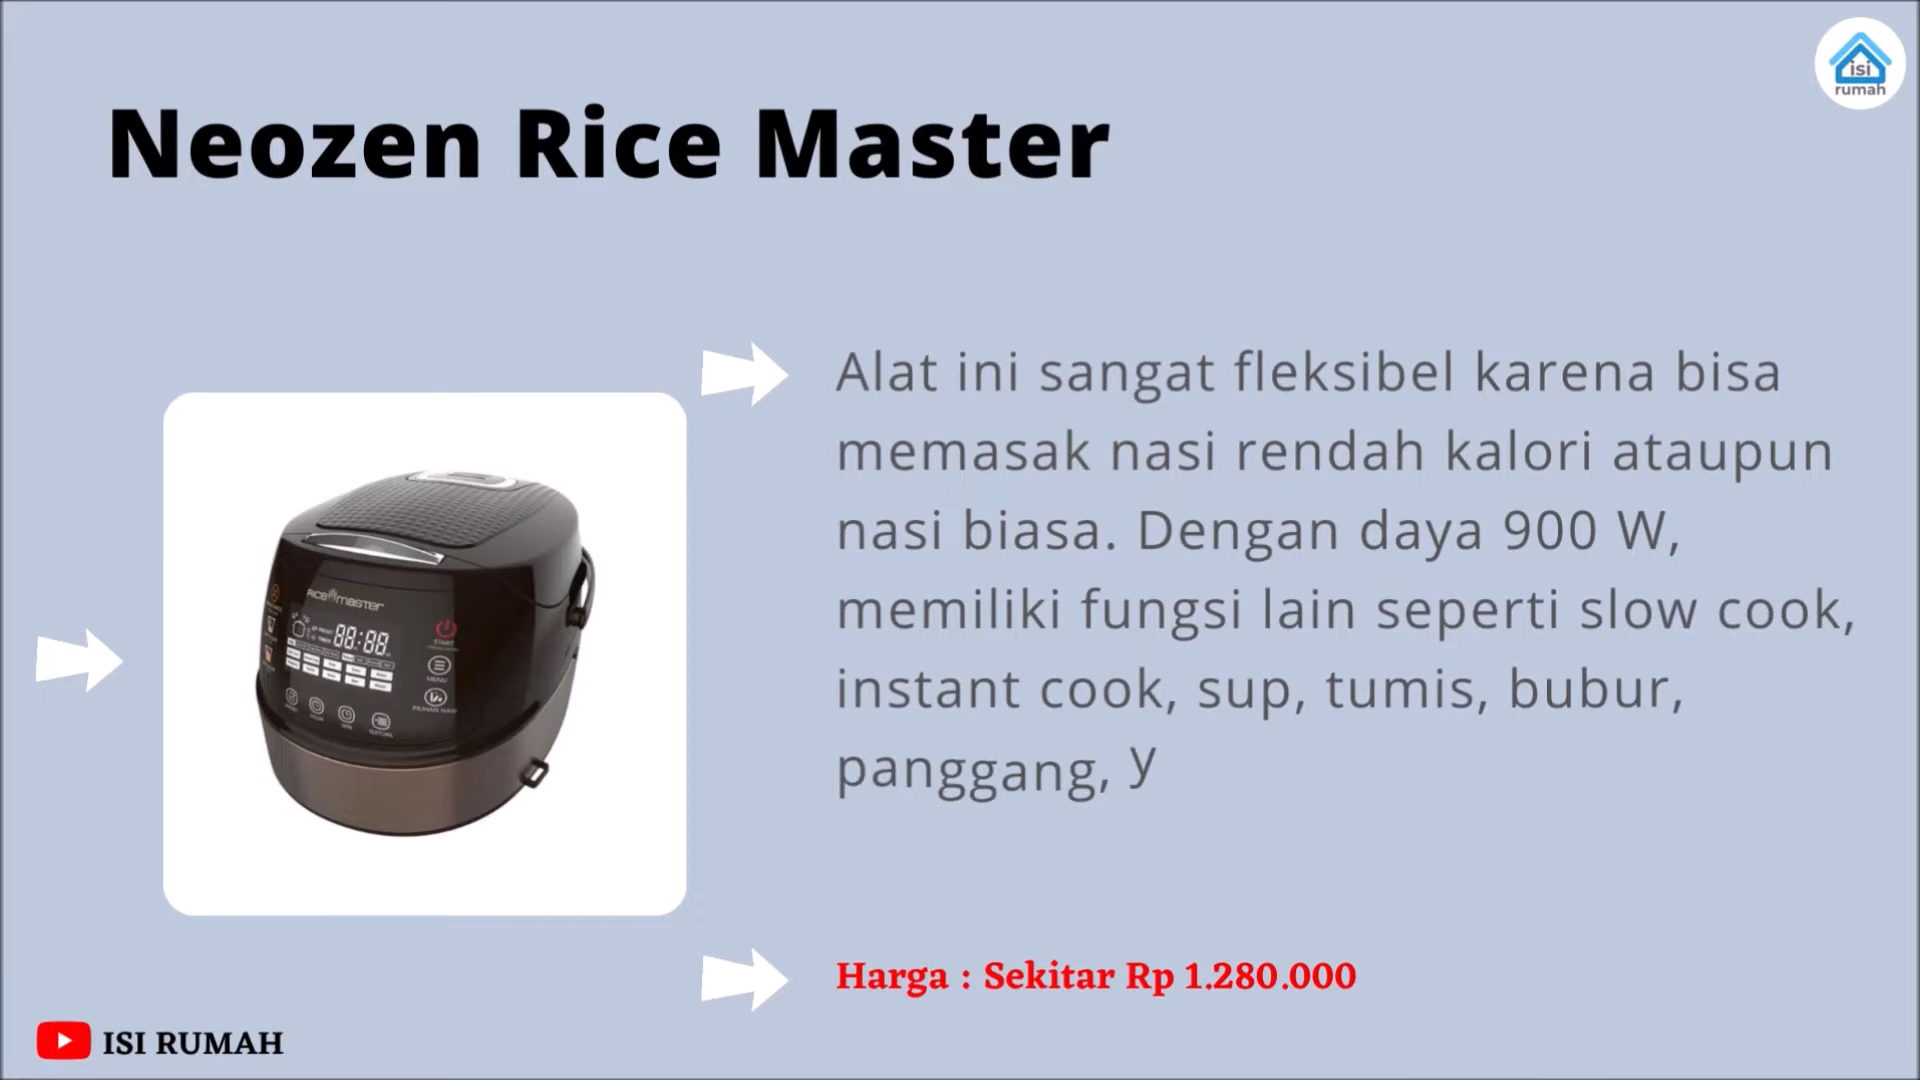 isi
rumah
Neozen Rice Master
Alat ini sangat fleksibel karena bisa
memasak nasi rendah kalori ataupun
nasi biasa. Dengan daya 900 W,
memiliki fungsi lain seperti slow cook,
instant cook, sup, tumis, bubur,
panggang, y
RICE master
88:88
START
MENU
PILIHAN NASI
Harga : Sekitar Rp 1.280.000
ISI RUMAH